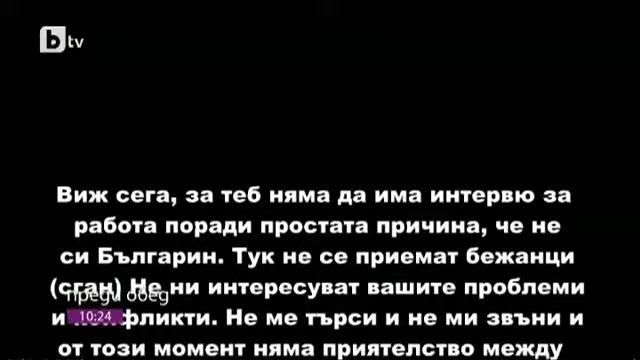 btv
Виж сега, за теб няма да има интервю за
работа поради простата причина, че не
си Българин. Тук не се приемат бежанци
(сган) Не ни интересуват вашите проблеми
преди обед
10:24
и конфликти. Не ме търси и не ми звъни и
от този момент няма приятелство между